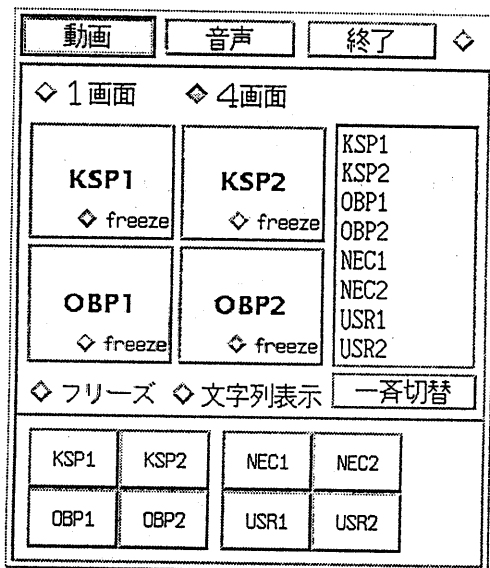 動画 音声 終了
1画面 4画面
KSP1 KSP2
freeze freeze
OBP1 OBP2
freeze freeze
KSP1
KSP2
OBP1
OBP2
NEC1
NEC2
USR1
USR2
フリーズ 文字列表示 一斉切替
KSP1 KSP2 NEC1 NEC2
OBP1 OBP2 USR1 USR2